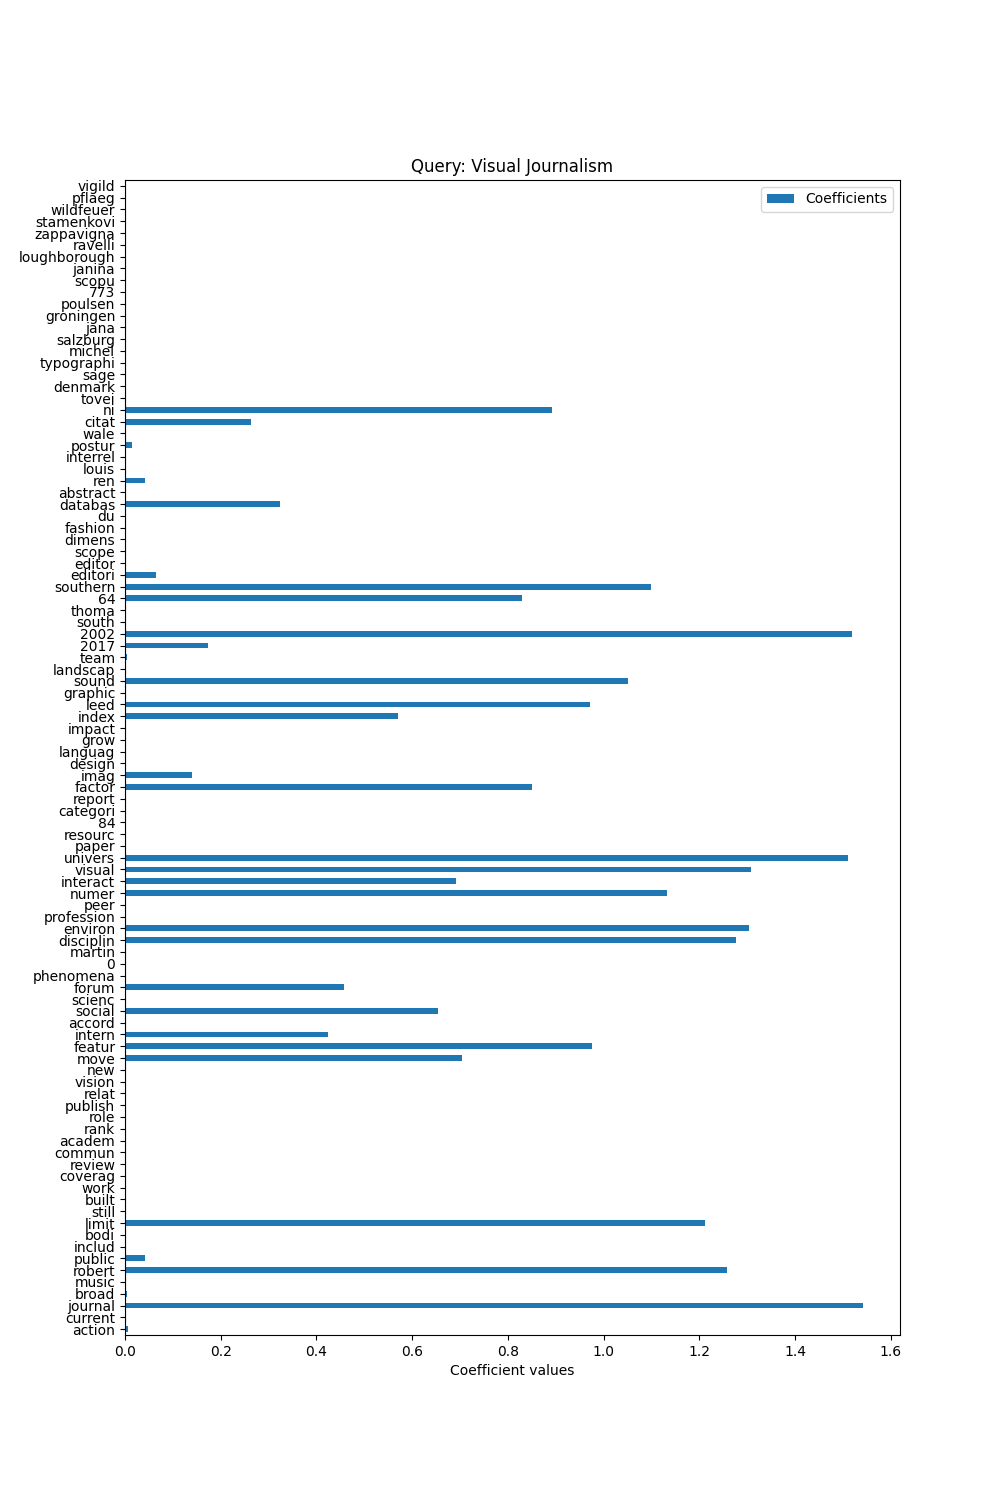 Query: Visual Journalism
Coefficients
vigild
pflaeg
wildfeuer
stamenkovi
zappavigna
ravelli
loughborough
janina
scopu
773
poulsen
groningen
jana
salzburg
michel
typographi
sage
denmark
tovei
ni
citat
wale
postur
interrel
louis
ren
abstract
databas
du
fashion
dimens
scope
editor
editori
southern
64
thoma
south
2002
2017
team
landscap
sound
graphic
leed
index
impact
grow
languag
design
imag
factor
report
categori
84
resourc
paper
univers
visual
interact
numer
peer
profession
environ
disciplin
martin
0
phenomena
forum
scienc
social
accord
intern
featur
move
new
vision
relat
publish
role
rank
academ
commun
review
coverag
work
built
still
limit
bodi
includ
public
robert
music
broad
journal
current
action
0.0 0.2 0.4 0.6 0.8 1.0 1.2 1.4 1.6
Coefficient values